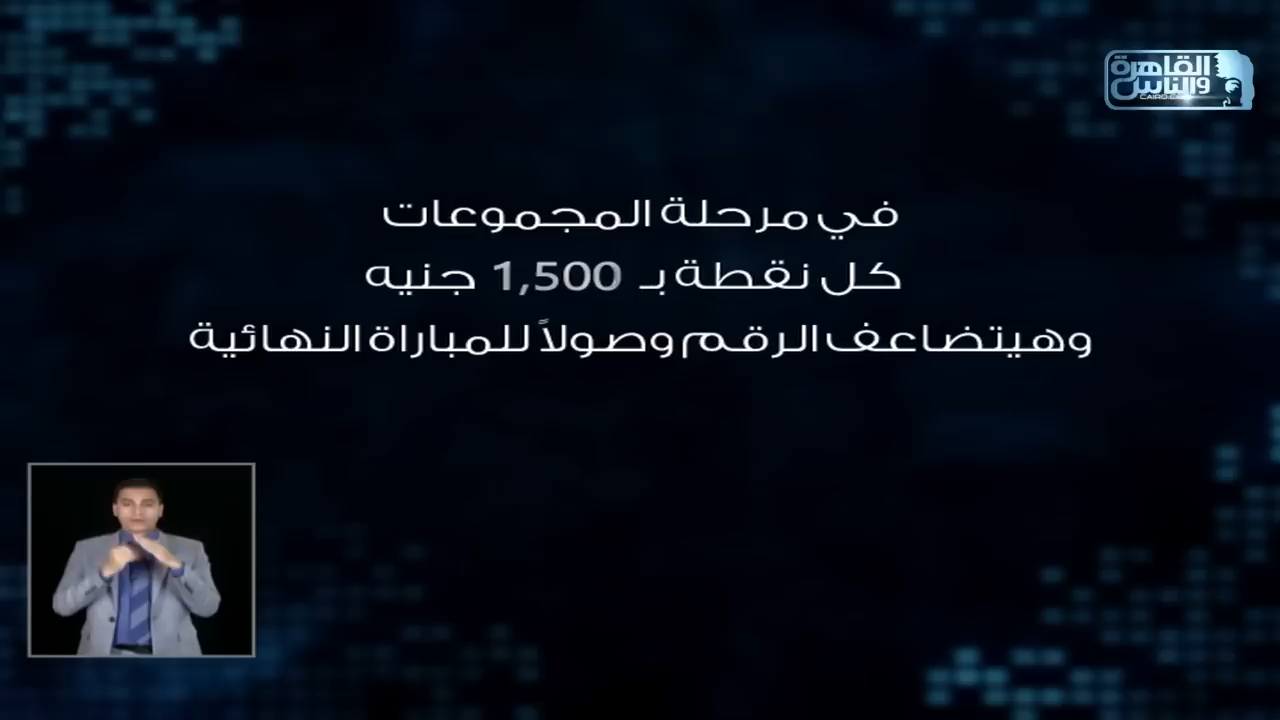 القاهرة
والناس
في مرحلة المجموعات
كل نقطة بـ 1,500 جنيه
وهيتضاعف الرقم وصولاً للمباراة النهائية